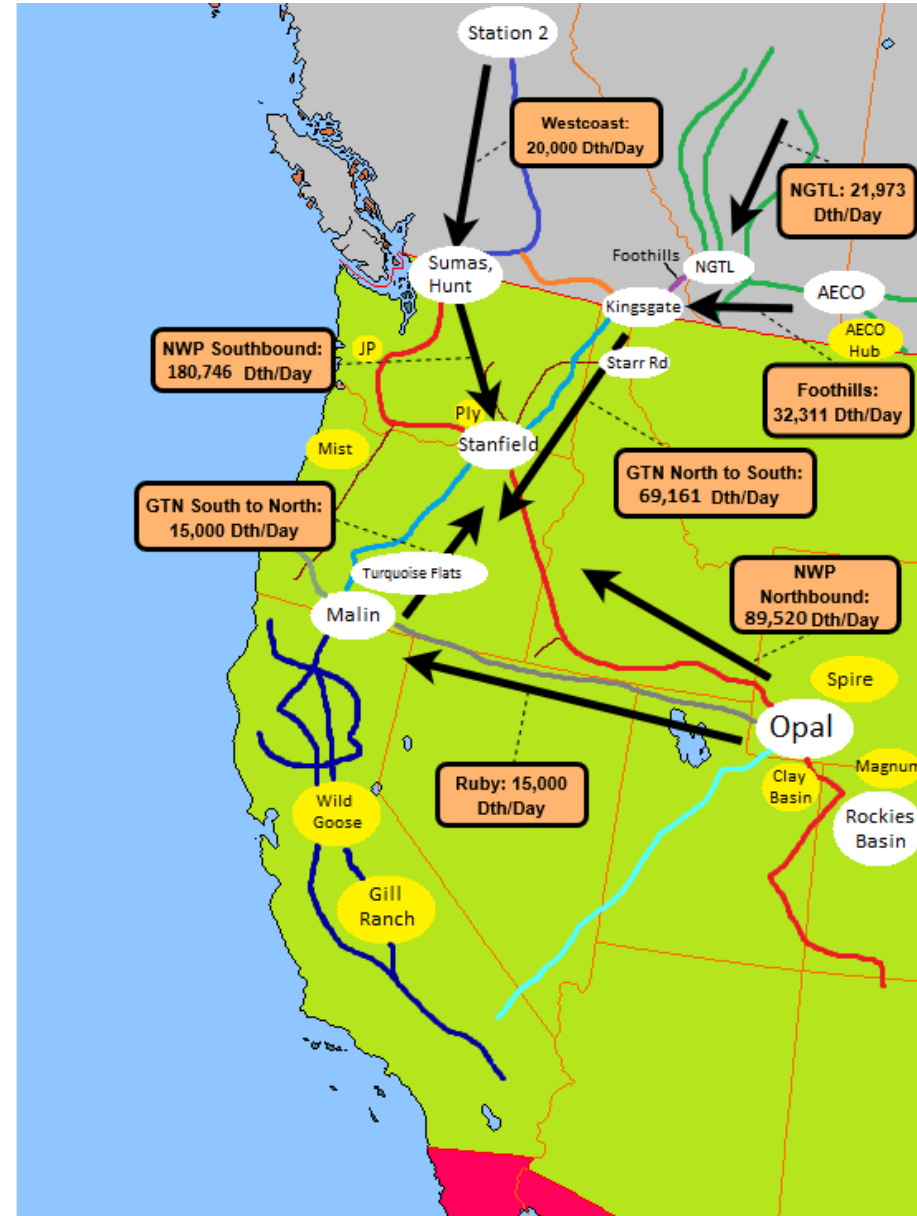 Station 2
Westcoast:
20,000 Dth/Day
NGTL: 21,973
Dth/Day
Foothills
NGTL
Sumas,
Hunt
AECO
Kingsgate
AECO
Hub
NWP Southbound:
180,746 Dth/Day
JP
Starr Rd
Foothills:
32,311 Dth/Day
Ply
Stanfield
Mist
GTN North to South:
69,161 Dth/Day
GTN South to North:
15,000 Dth/Day
Turquoise Flats
NWP
Northbound:
89,520 Dth/Day
Malin
Spire
Opal
Ruby: 15,000
Dth/Day
Clay
Basin
Magnum
Rockies
Basin
Wild
Goose
Gill
Ranch